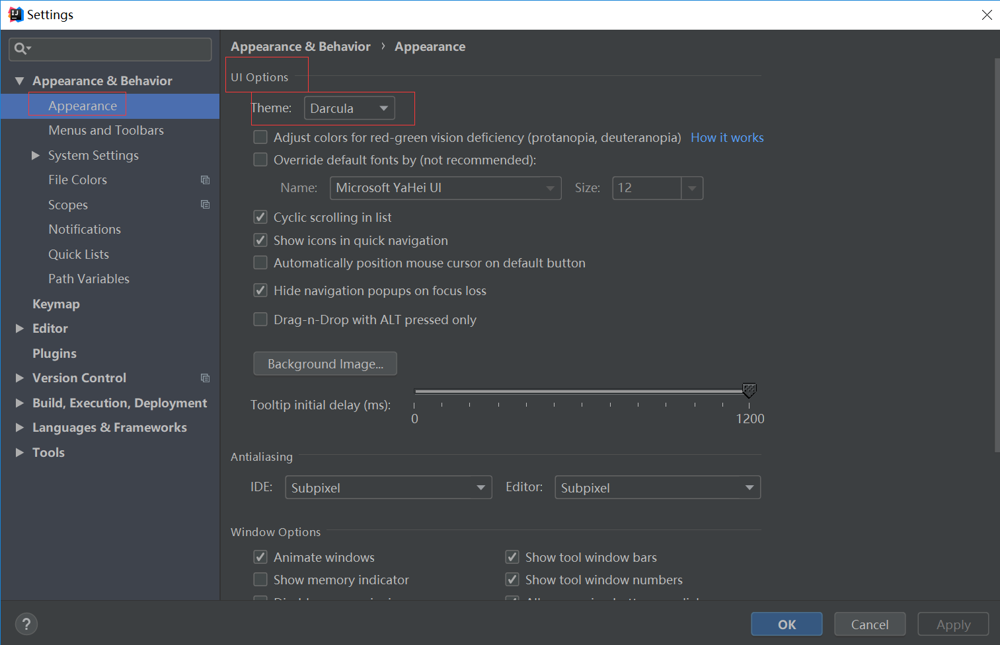 Settings
Appearance & Behavior › Appearance
Appearance & Behavior
Appearance
Menus and Toolbars
System Settings
File Colors
Scopes
Notifications
Quick Lists
Path Variables
Keymap
Editor
Plugins
Version Control
Build, Execution, Deployment
Languages & Frameworks
Tools
UI Options
Theme: Darcula
Adjust colors for red-green vision deficiency (protanopia, deuteranopia) How it works
Override default fonts by (not recommended):
Name: Microsoft YaHei UI Size: 12
Cyclic scrolling in list
Show icons in quick navigation
Automatically position mouse cursor on default button
Hide navigation popups on focus loss
Drag-n-Drop with ALT pressed only
Background Image...
Tooltip initial delay (ms):
0 1200
Antialiasing
IDE: Subpixel Editor: Subpixel
Window Options
Animate windows Show tool window bars
Show memory indicator Show tool window numbers
? OK Cancel Apply